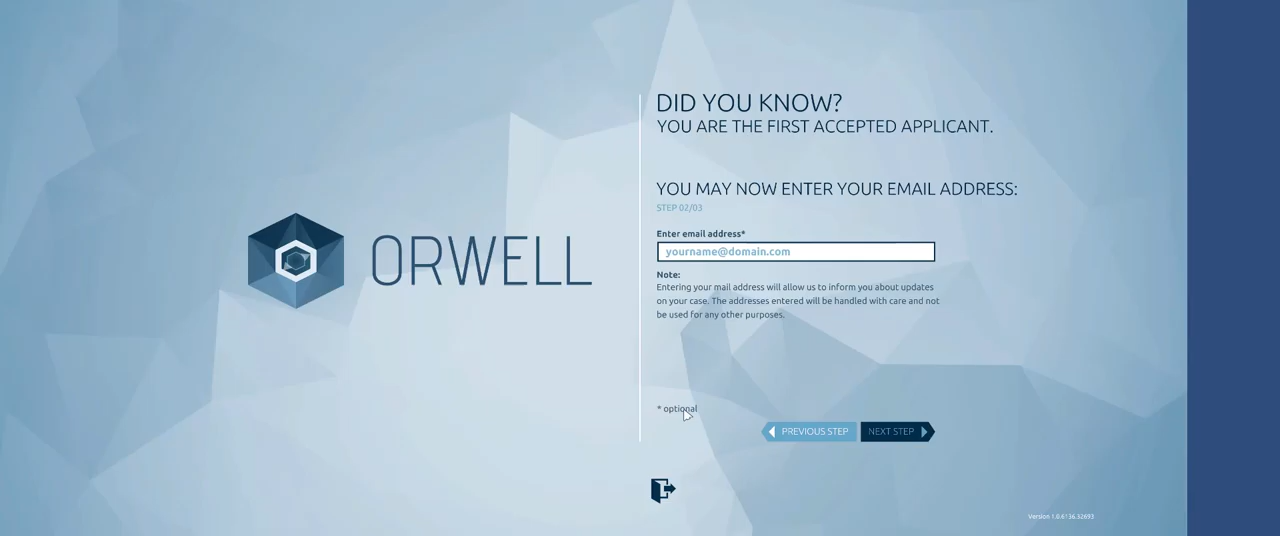 ORWELL
DID YOU KNOW?
YOU ARE THE FIRST ACCEPTED APPLICANT.
YOU MAY NOW ENTER YOUR EMAIL ADDRESS:
STEP 02/03
Enter email address*
yourname@domain.com
Note:
Entering your mail address will allow us to inform you about updates
on your case. The addresses entered will be handled with care and not
be used for any other purposes.
* optional
PREVIOUS STEP
NEXT STEP
Version